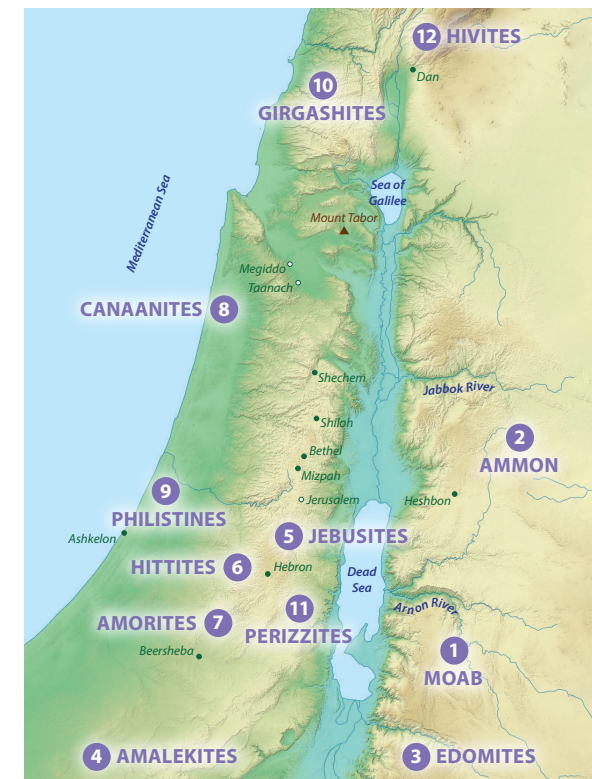 12 HIVITES
Dan
10
GIRGASHITES
Sea of
Galilee
Mediterranean Sea
Mount Tabor
Megiddo
Taanach
CANAANITES 8
Shechem
Jabbok River
Shiloh
2
AMMON
Bethel
Mizpah
9
PHILISTINES
Jerusalem
Heshbon
Ashkelon
5 JEBUSITES
HITTITES 6
Hebron
Dead
Sea
Arnon River
11
PERIZZITES
AMORITES 7
Beersheba
1
MOAB
4 AMALEKITES
3 EDOMITES